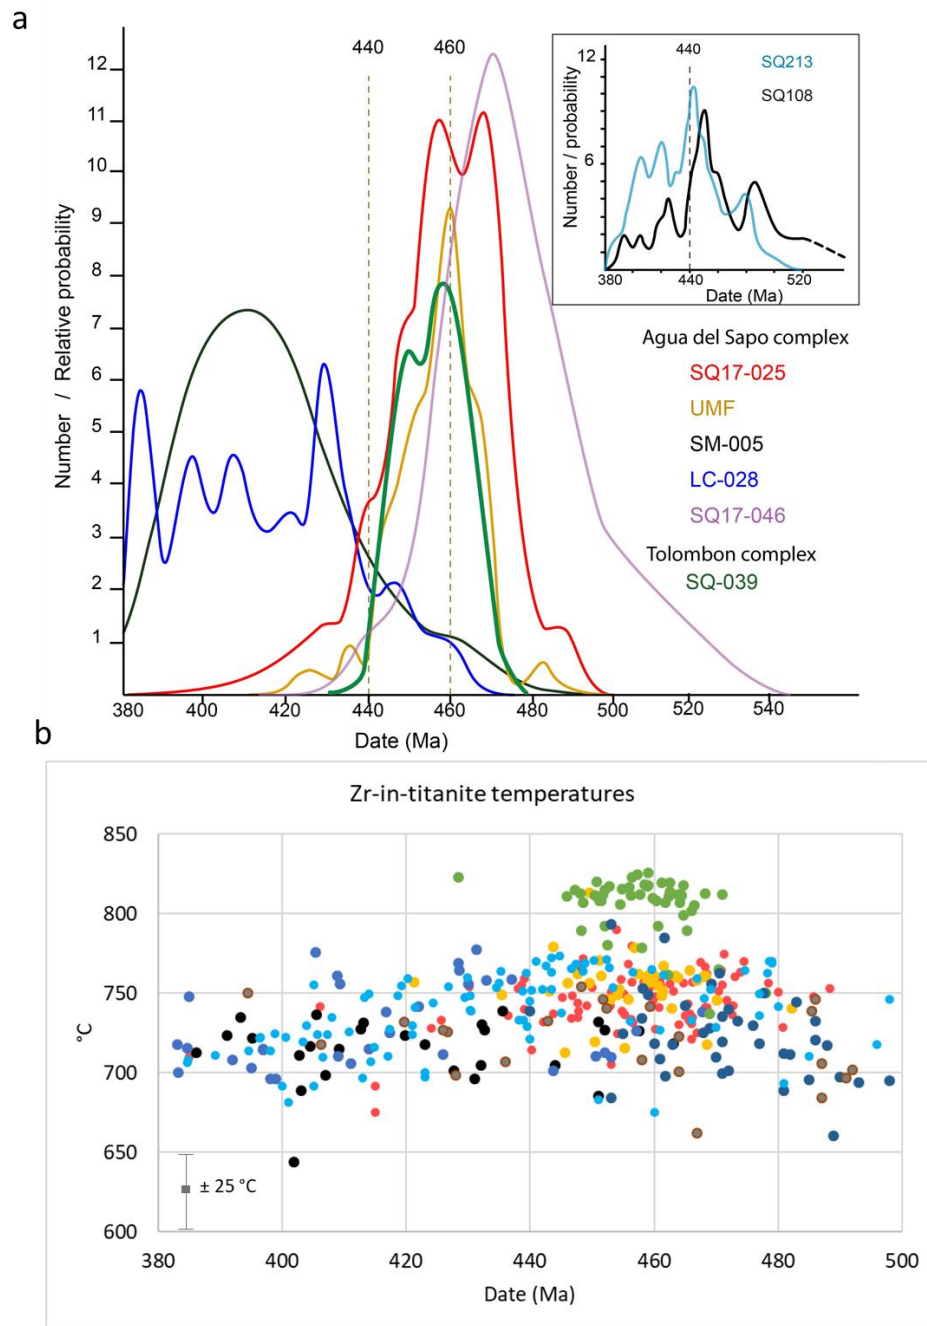 a
440
460
12
11
10
9
8
7
6
5
4
3
2
1
Number / Relative probability
380
400
420
440
460
480
500
520
540
Date (Ma)
440
SQ213
SQ108
12
6
Number / probability
380
440
520
Date (Ma)
Agua del Sapo complex
SQ17-025
UMF
SM-005
LC-028
SQ17-046
Tolombon complex
SQ-039
b
Zr-in-titanite temperatures
850
800
750
700
650
600
°C
± 25 °C
380
400
420
440
460
480
500
Date (Ma)